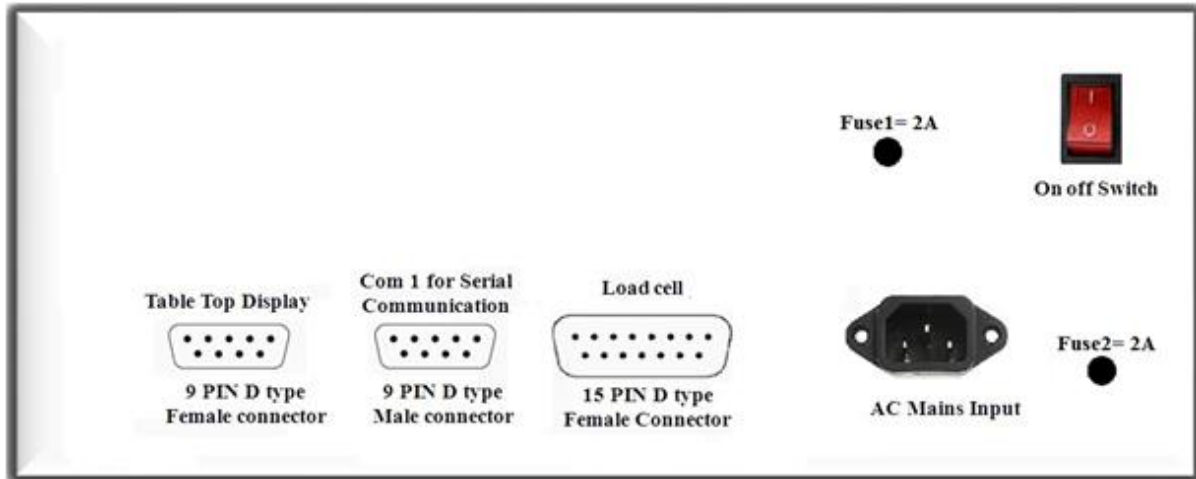 Fuse1= 2A
On off Switch
Table Top Display
Com 1 for Serial
Communication
Load cell
Fuse2= 2A
9 PIN D type
Female connector
9 PIN D type
Male connector
15 PIN D type
Female Connector
AC Mains Input